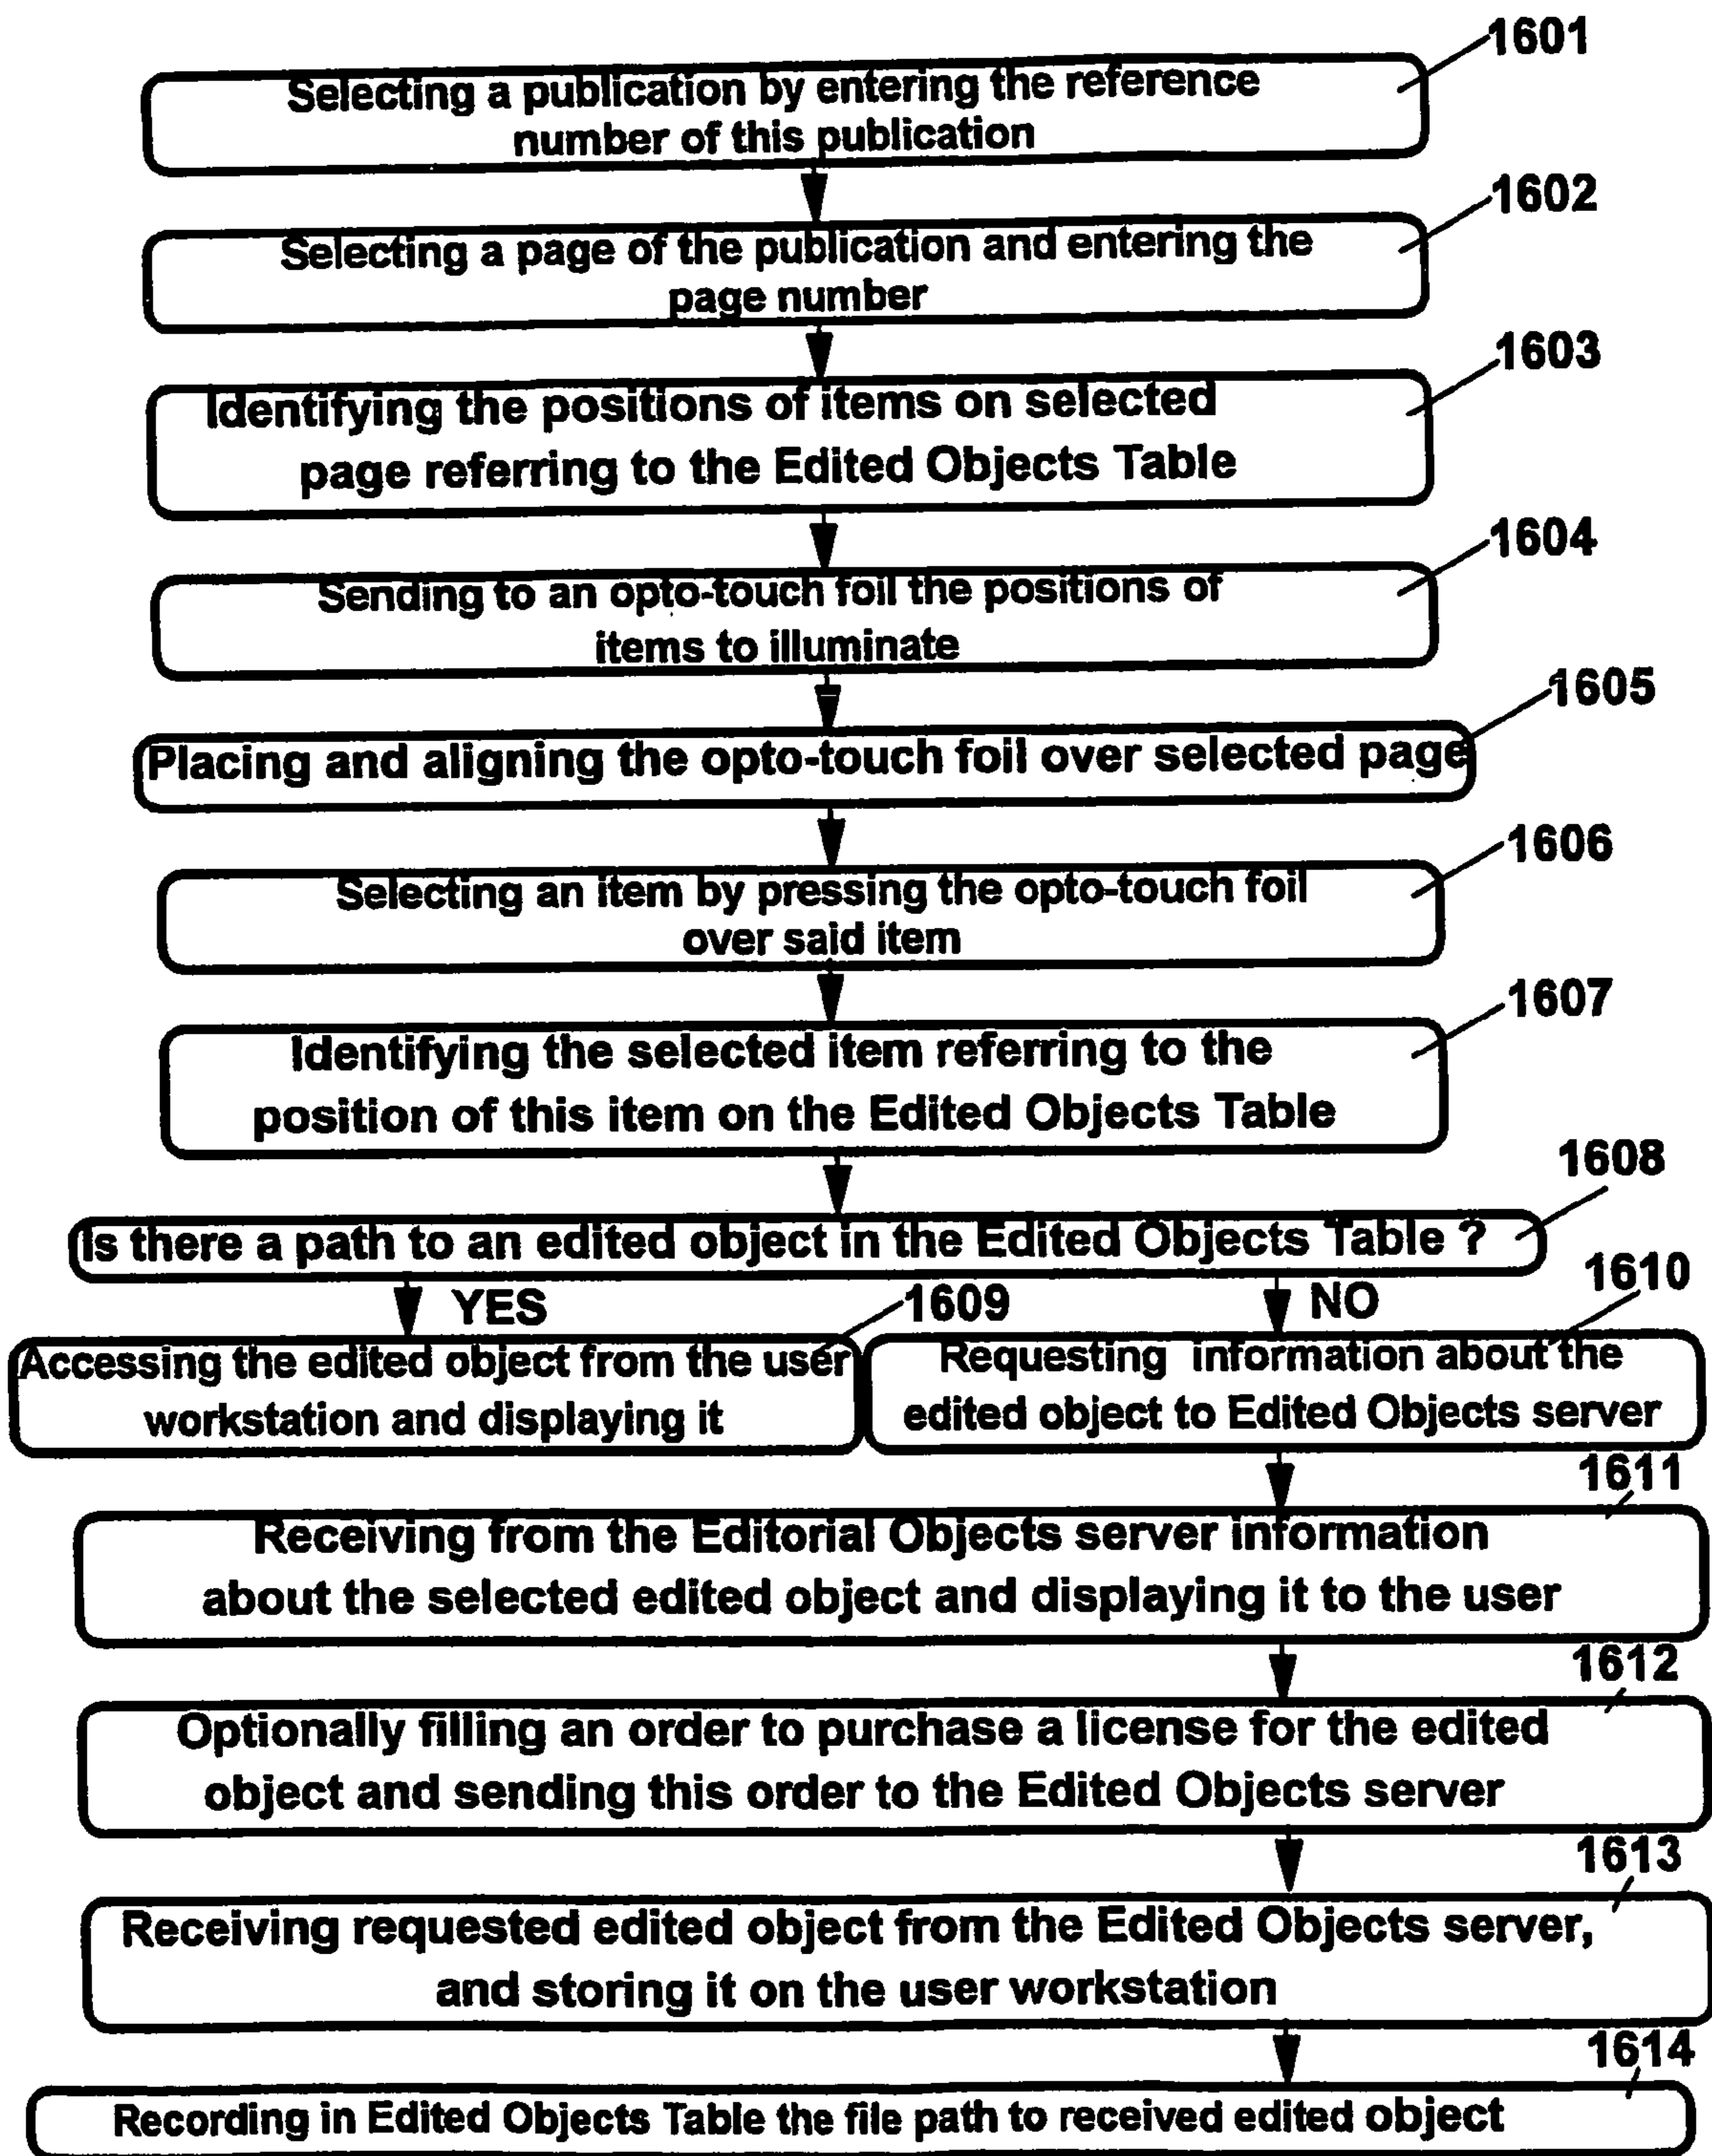 1601
Selecting a publication by entering the reference
number of this publication
1602
Selecting a page of the publication and entering the
page number
1603
Identifying the positions of items on selected
page referring to the Edited Objects Table
1604
Sending to an opto-touch foil the positions of
items to illuminate
1605
Placing and aligning the opto-touch foil over selected page
1606
Selecting an item by pressing the opto-touch foil
over said item
1607
Identifying the selected item referring to the
position of this item on the Edited Objects Table
1608
Is there a path to an edited object in the Edited Objects Table ?
YES
1609
NO
1610
Accessing the edited object from the user
workstation and displaying it
Requesting information about the
edited object to Edited Objects server
1611
Receiving from the Editorial Objects server information
about the selected edited object and displaying it to the user
1612
Optionally filling an order to purchase a license for the edited
object and sending this order to the Edited Objects server
1613
Receiving requested edited object from the Edited Objects server,
and storing it on the user workstation
1614
Recording in Edited Objects Table the file path to received edited object